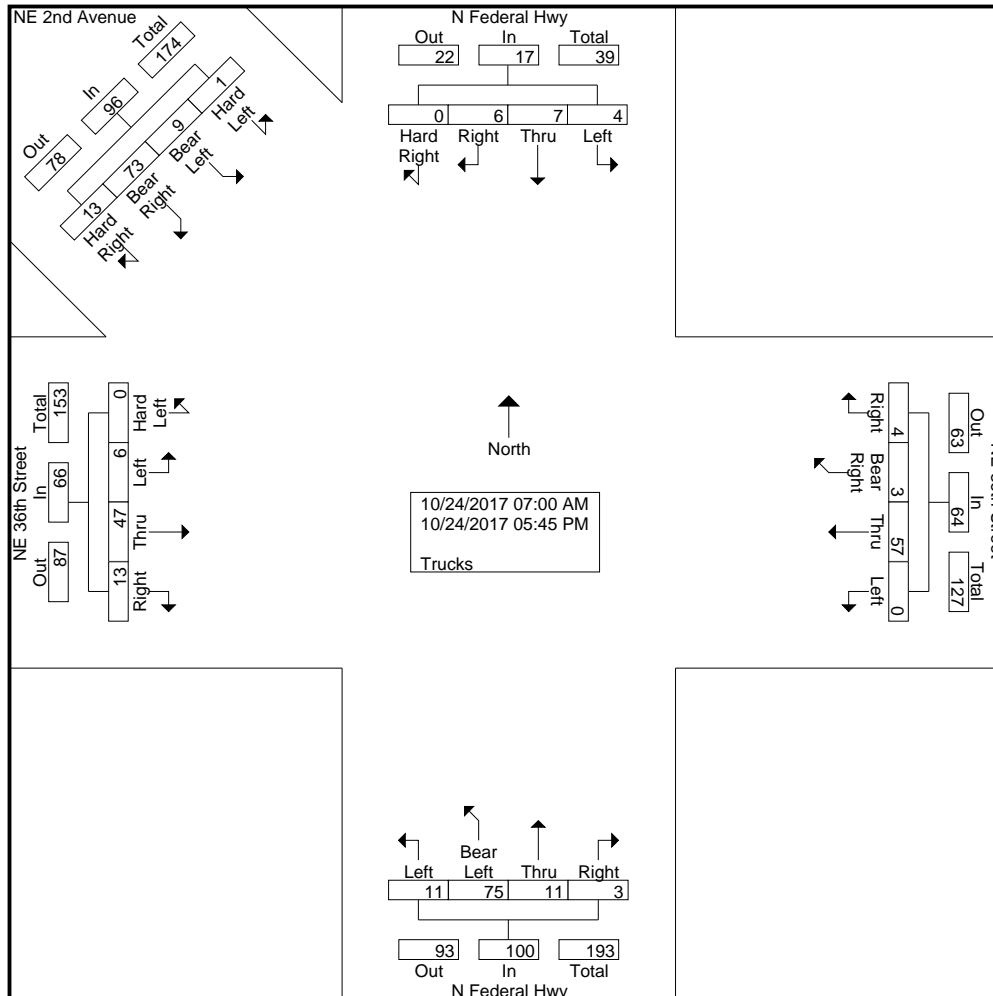 NE 2nd Avenue
Out
In
Total
78
96
174
13
73
9
1
Hard Right
Bear Right
Bear Left
Hard Left
N Federal Hwy
Out In Total
22 17 39
0 6 7 4
Hard Right
Right
Thru
Left
NE 36th Street
Total
In
Out
153
66
87
0
6
47
13
Hard Left
Left
Thru
Right
North
10/24/2017 07:00 AM
10/24/2017 05:45 PM
Trucks
Right
Bear Right
Thru
Left
4
3
57
0
Out
In
Total
63
64
127
Left
Bear Left
Thru
Right
11 75 11 3
93 100 193
Out In Total
N Federal Hwy